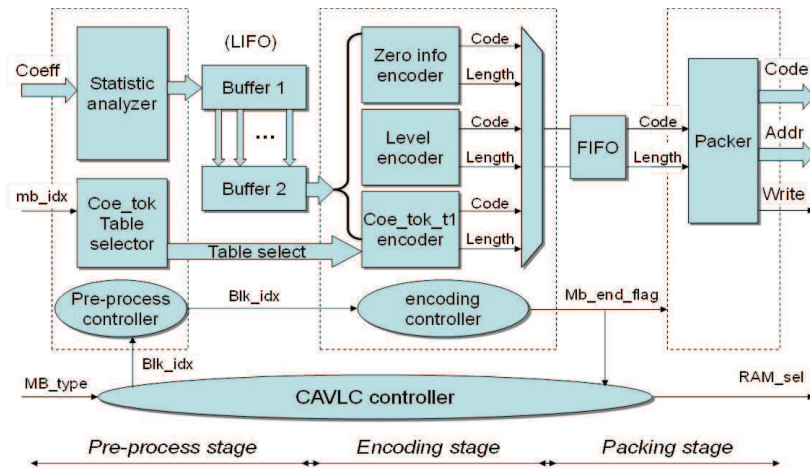 Coeff
Statistic
analyzer
(LIFO)
Buffer 1
...
Buffer 2
mb_idx
Coe_tok
Table
selector
Table select
Zero info
encoder
Code
Length
Level
encoder
Code
Length
Coe_tok_t1
encoder
Code
Length
FIFO
Code
Length
Packer
Code
Addr
Write
Pre-process
controller
Blk_idx
encoding
controller
Mb_end_flag
Blk_idx
MB_type
CAVLC controller
RAM_sel
Pre-process stage
Encoding stage
Packing stage